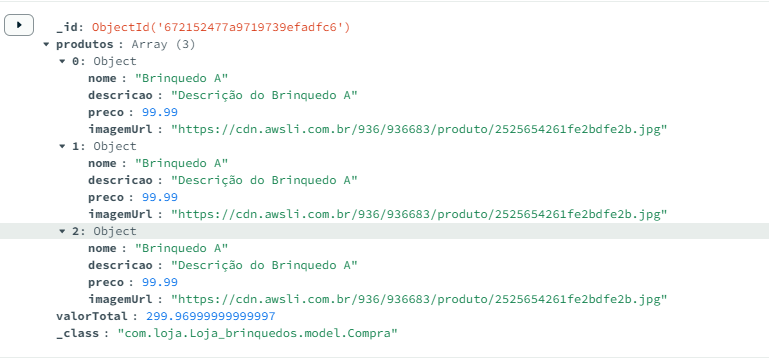 _id: ObjectId('672152477a9719739efadfc6')
produtos : Array (3)
0: Object
nome : "Brinquedo A"
descricao : "Descrição do Brinquedo A"
preco : 99.99
imagemUrl : "https://cdn.awsli.com.br/936/936683/produto/2525654261fe2bdfe2b.jpg"
1: Object
nome : "Brinquedo A"
descricao : "Descrição do Brinquedo A"
preco : 99.99
imagemUrl : "https://cdn.awsli.com.br/936/936683/produto/2525654261fe2bdfe2b.jpg"
2: Object
nome : "Brinquedo A"
descricao : "Descrição do Brinquedo A"
preco : 99.99
imagemUrl : "https://cdn.awsli.com.br/936/936683/produto/2525654261fe2bdfe2b.jpg"
valorTotal : 299.96999999999997
_class : "com.loja.Loja_brinquedos.model.Compra"